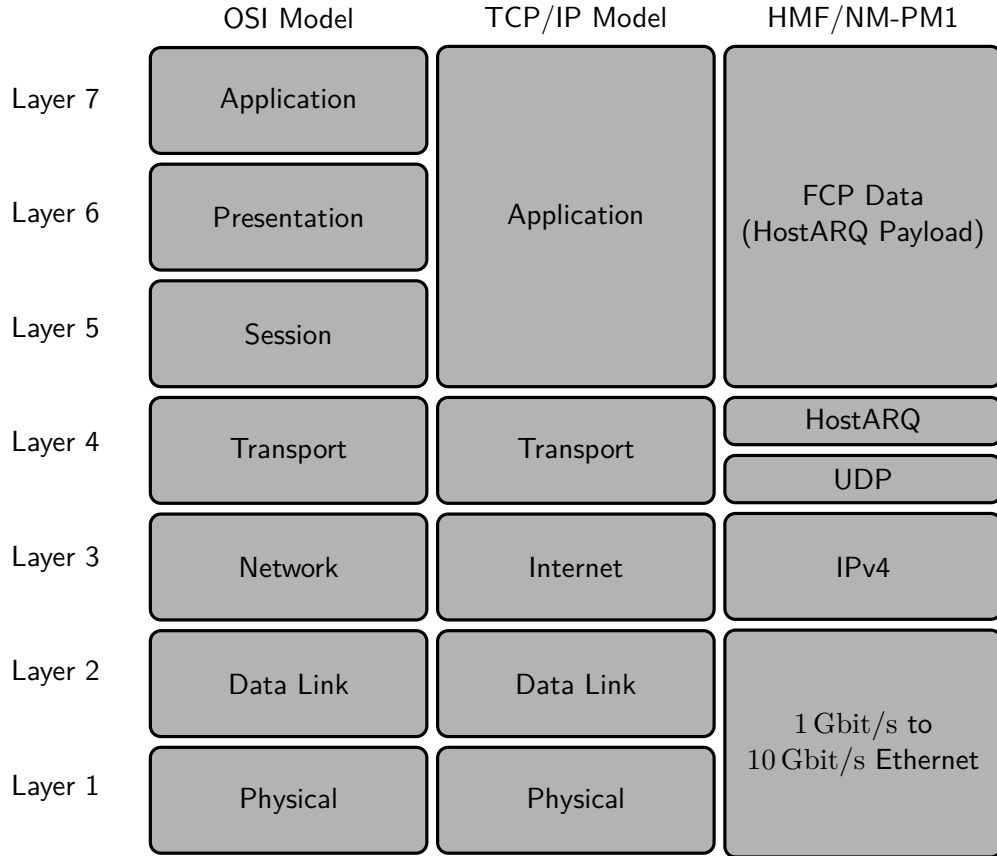 OSI Model
TCP/IP Model
HMF/NM-PM1
Layer 7
Application
Layer 6
Presentation
Application
FCP Data
(HostARQ Payload)
Layer 5
Session
Layer 4
Transport
Transport
HostARQ
UDP
Layer 3
Network
Internet
IPv4
Layer 2
Data Link
Data Link
1 Gbit/s to
10 Gbit/s Ethernet
Layer 1
Physical
Physical